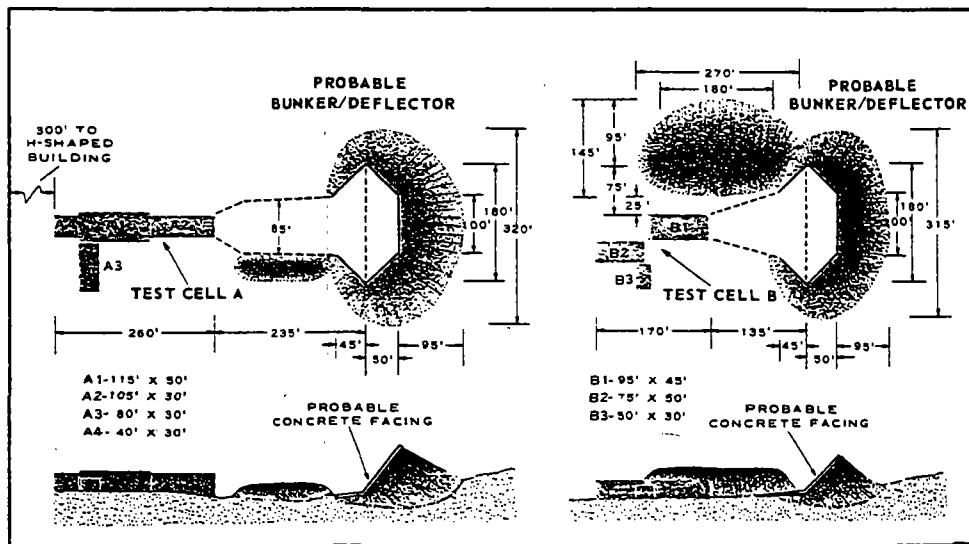 PROBABLE
BUNKER/DEFLECTOR
300' TO
H-SHAPED
BUILDING
85'
100'
180'
320'
A3
TEST CELL A
260'
235'
45'
50'
95'
A1-115' X 50'
A2-105' X 30'
A3- 80' X 30'
A4- 40' X 30'
PROBABLE
CONCRETE FACING
270'
180'
PROBABLE
BUNKER/DEFLECTOR
145'
95'
75'
25'
B1
B2
B3
TEST CELL B
100'
180'
315'
170'
135'
45'
50'
95'
B1-95' X 45'
B2-75' X 50'
B3-50' X 30'
PROBABLE
CONCRETE FACING